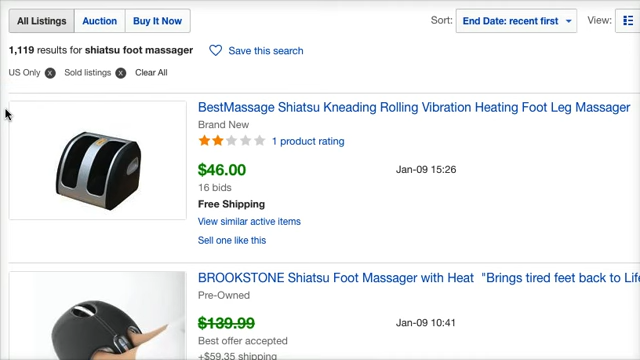 All Listings Auction Buy It Now Sort: End Date: recent first View:
1,119 results for shiatsu foot massager Save this search
US Only x Sold listings x Clear All
BestMassage Shiatsu Kneading Rolling Vibration Heating Foot Leg Massager
Brand New
1 product rating
$46.00 Jan-09 15:26
16 bids
Free Shipping
View similar active items
Sell one like this
BROOKSTONE Shiatsu Foot Massager with Heat "Brings tired feet back to Life
Pre-Owned
$139.99 Jan-09 10:41
Best offer accepted
+$59.35 shipping